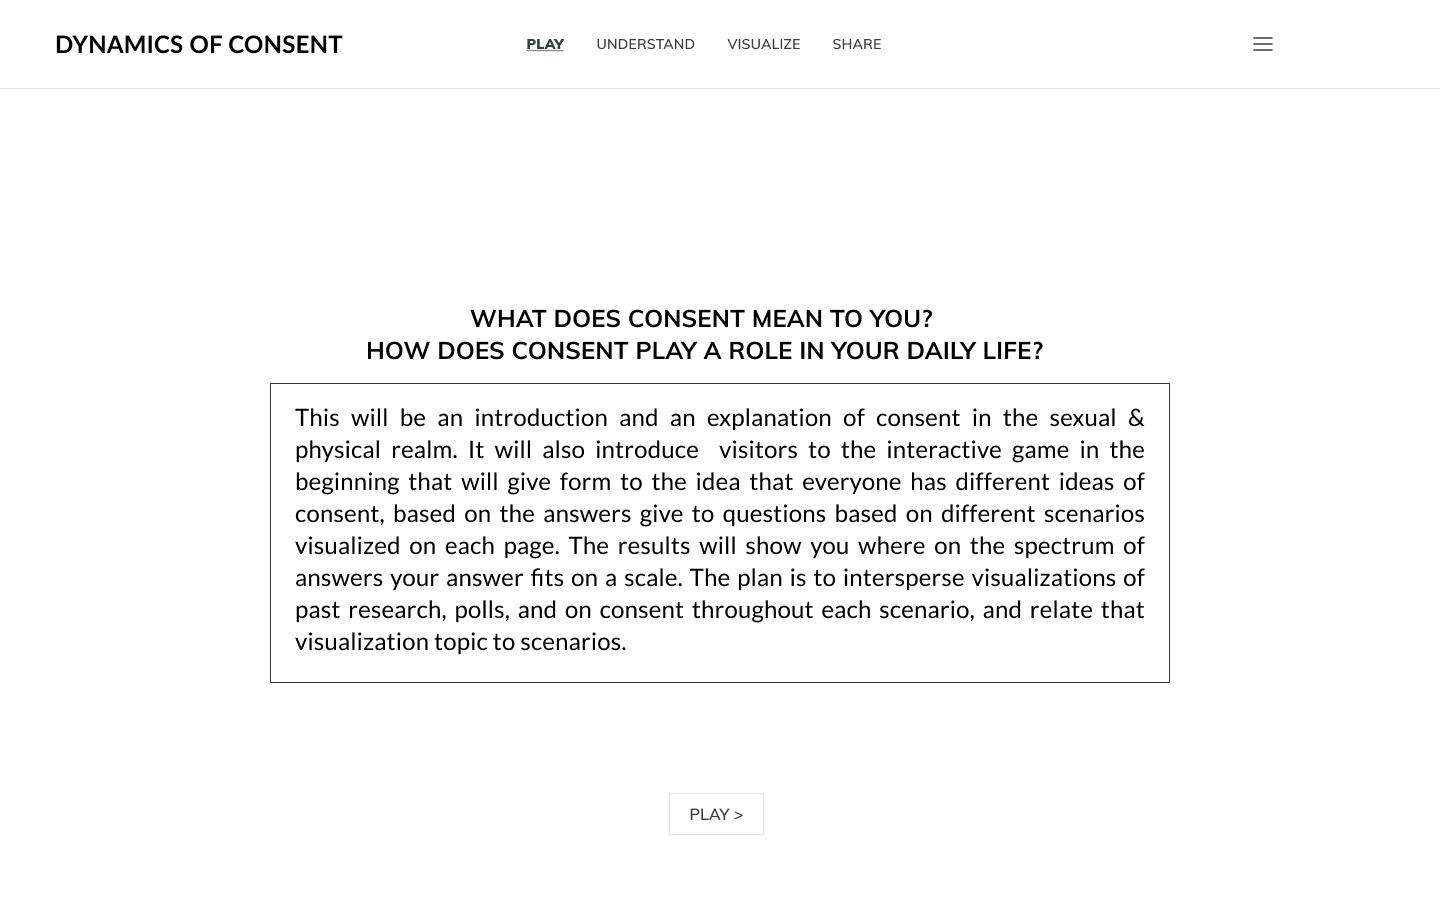 DYNAMICS OF CONSENT
PLAY UNDERSTAND VISUALIZE SHARE
WHAT DOES CONSENT MEAN TO YOU?
HOW DOES CONSENT PLAY A ROLE IN YOUR DAILY LIFE?
This will be an introduction and an explanation of consent in the sexual &
physical realm. It will also introduce  visitors to the interactive game in the
beginning that will give form to the idea that everyone has different ideas of
consent, based on the answers give to questions based on different scenarios
visualized on each page. The results will show you where on the spectrum of
answers your answer fits on a scale. The plan is to intersperse visualizations of
past research, polls, and on consent throughout each scenario, and relate that
visualization topic to scenarios.
PLAY >